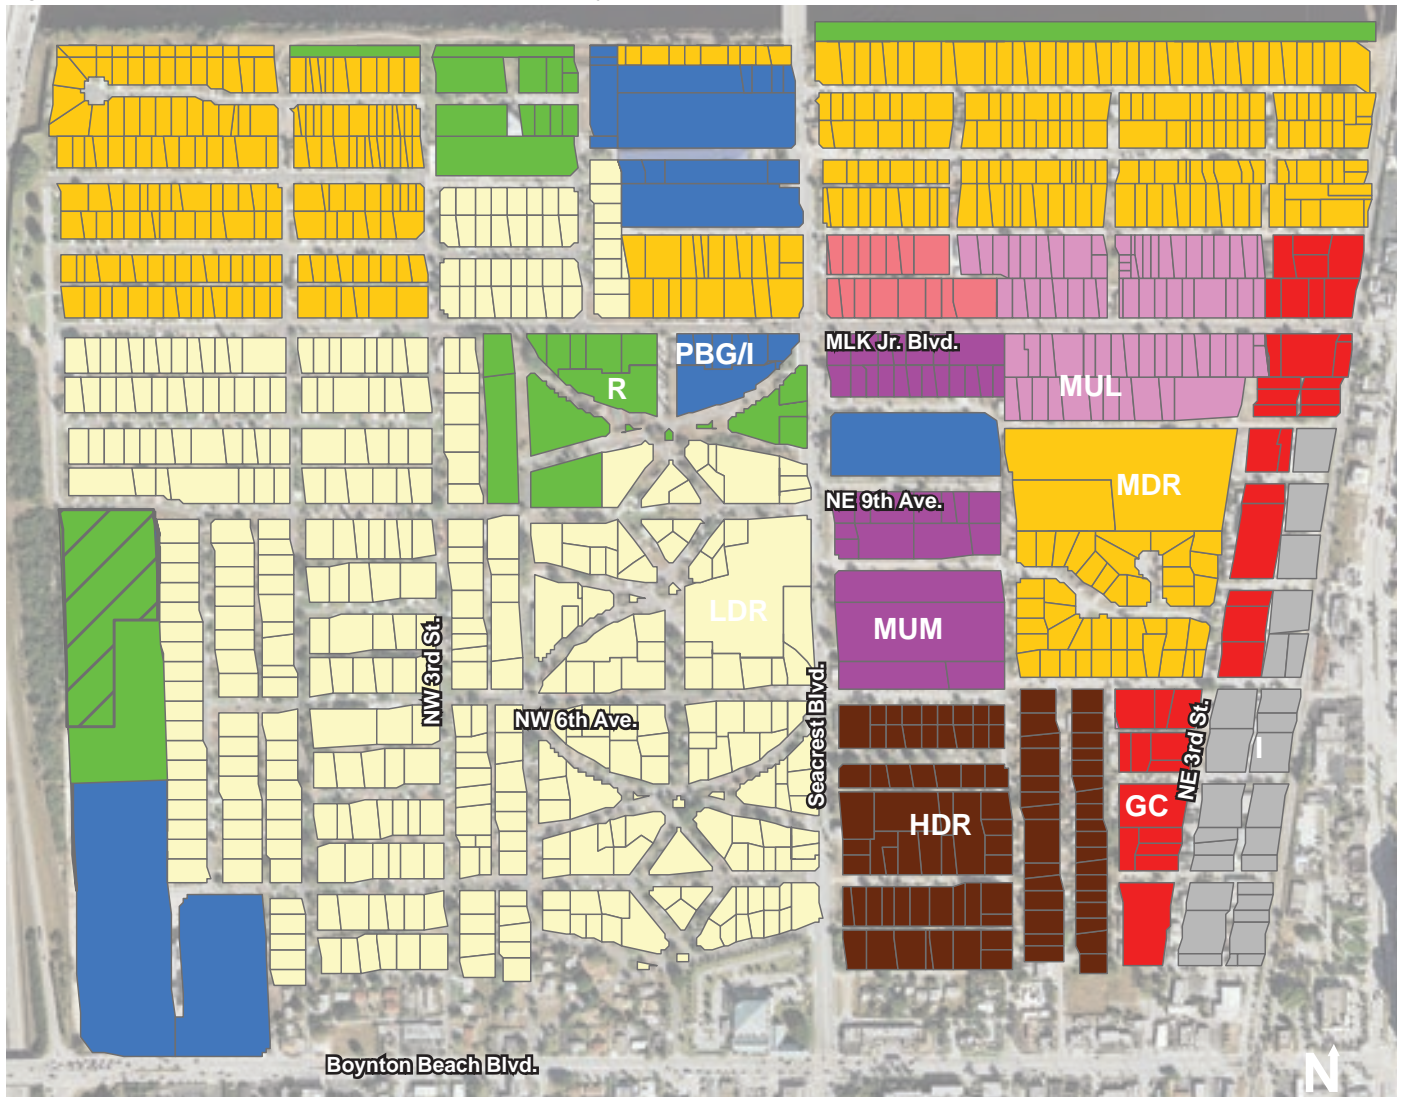 MLK Jr. Blvd.
PBG/I
R
MUL
MDR
NE 9th Ave.
LDR
MUM
NW 3rd St.
Seacrest Blvd.
NW 6th Ave.
NE 3rd St.
I
GC
HDR
Boynton Beach Blvd.
N